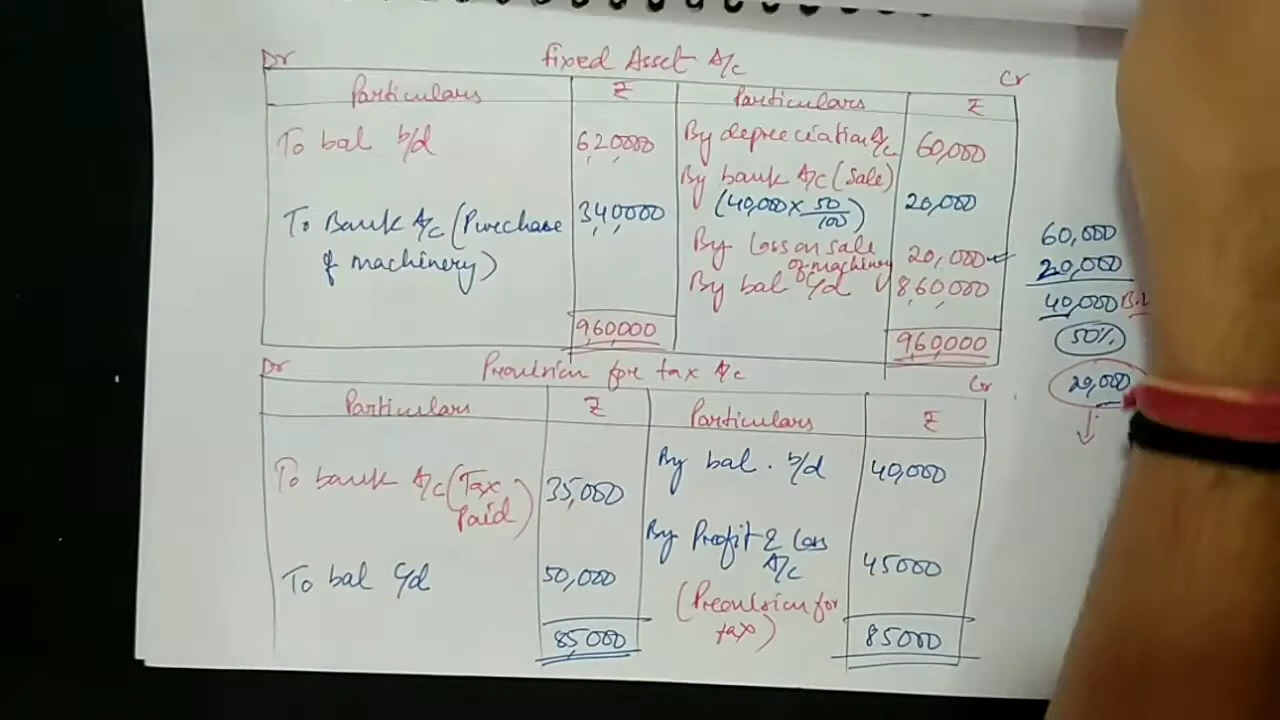 Dr Fixed Asset A/c Cr
Particulars ₹ Particulars ₹
To bal b/d 620000 By depreciation A/c 60,000
By bank A/c (Sale)
(40,000 × 50/100) 20,000
To Bank A/c (Purchase 340000
of machinery)
By loss on sale
of machinery 20,000
By bal c/d 860000
960000 960000
60,000
20,000
40,000 B.V
50%
20,000
Dr Provision for tax A/c Cr
Particulars ₹ Particulars ₹
To bank A/c (Tax 35,000 By bal. b/d 40,000
Paid)
By Profit & Loss
A/c 45000
To bal c/d 50,000
(Provision for
tax)
85,000 85000